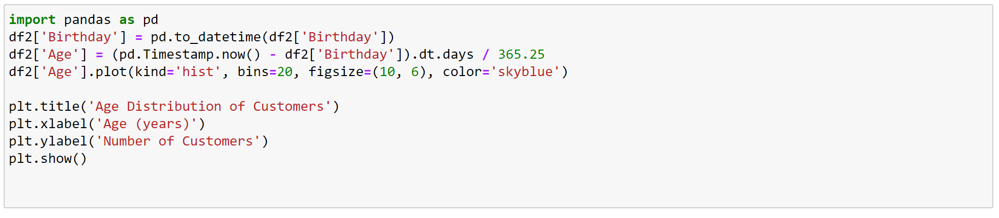 import pandas as pd
df2['Birthday'] = pd.to_datetime(df2['Birthday'])
df2['Age'] = (pd.Timestamp.now() - df2['Birthday']).dt.days / 365.25
df2['Age'].plot(kind='hist', bins=20, figsize=(10, 6), color='skyblue')
plt.title('Age Distribution of Customers')
plt.xlabel('Age (years)')
plt.ylabel('Number of Customers')
plt.show()